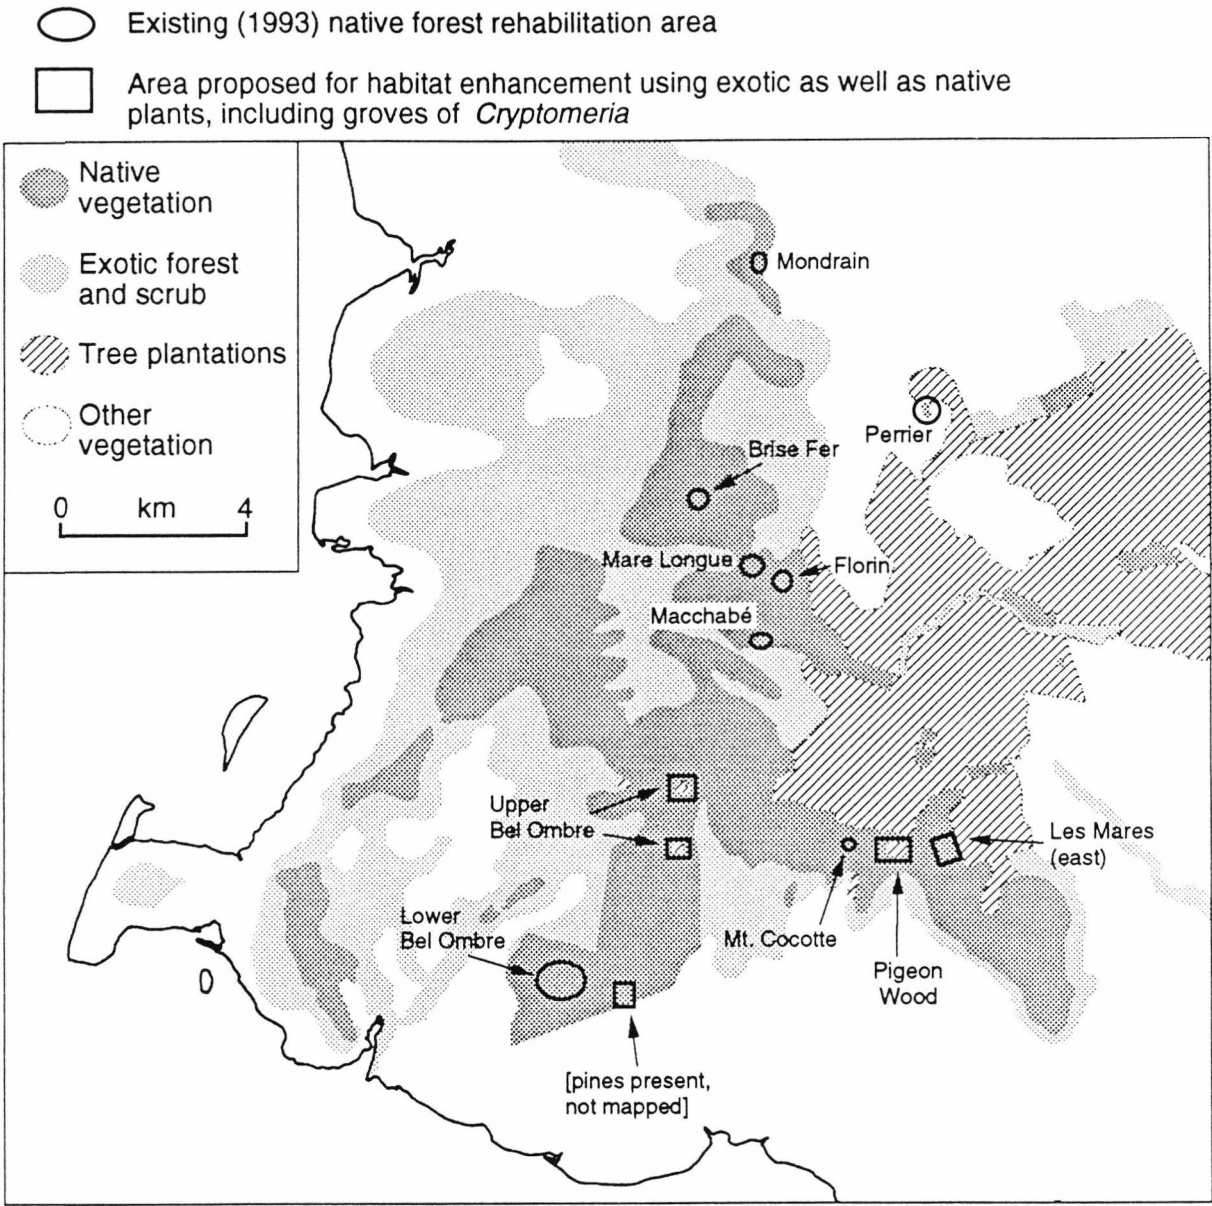 Existing (1993) native forest rehabilitation area
Area proposed for habitat enhancement using exotic as well as native
plants, including groves of Cryptomeria
Native
vegetation
Exotic forest
and scrub
Tree plantations
Other
vegetation
0 km 4
Mondrain
Perrier
Brise Fer
Mare Longue
Florin
Macchabé
Upper
Bel Ombre
Les Mares
(east)
Lower
Bel Ombre
Mt. Cocotte
Pigeon
Wood
[pines present,
not mapped]